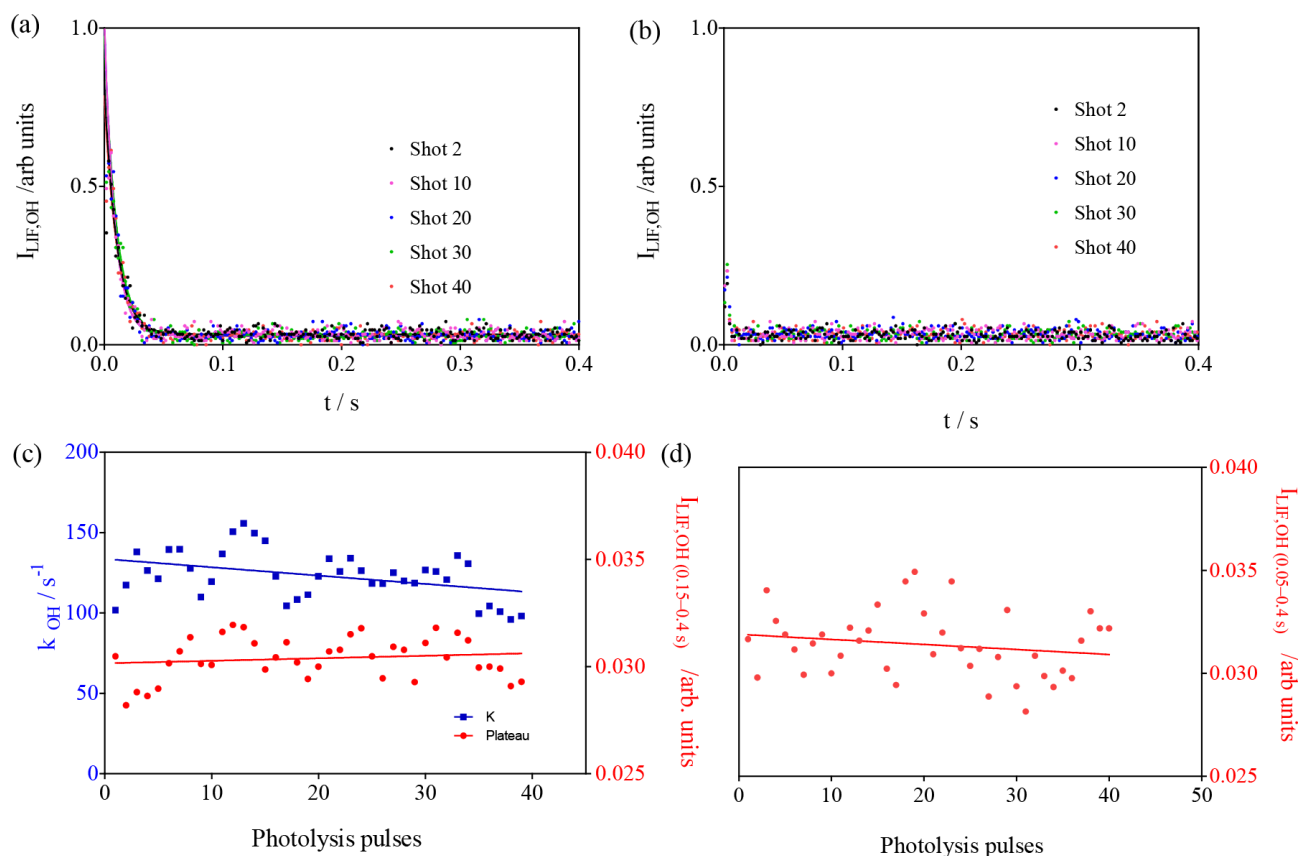 (a)
1.0
0.5
0.0
I_LIF,OH /arb units
Shot 2
Shot 10
Shot 20
Shot 30
Shot 40
0.0 0.1 0.2 0.3 0.4
t / s
(b)
1.0
0.5
0.0
I_LIF,OH /arb units
Shot 2
Shot 10
Shot 20
Shot 30
Shot 40
0.1 0.2 0.3 0.4
t / s
(c)
200
150
100
50
0
k_OH / s⁻¹
0.040
0.035
0.030
0.025
I_LIF,OH (0.15–0.4 s) /arb. units
K
Plateau
0 10 20 30 40
Photolysis pulses
(d)
0.040
0.035
0.030
0.025
I_LIF,OH (0.05–0.4 s) /arb units
0 10 20 30 40 50
Photolysis pulses